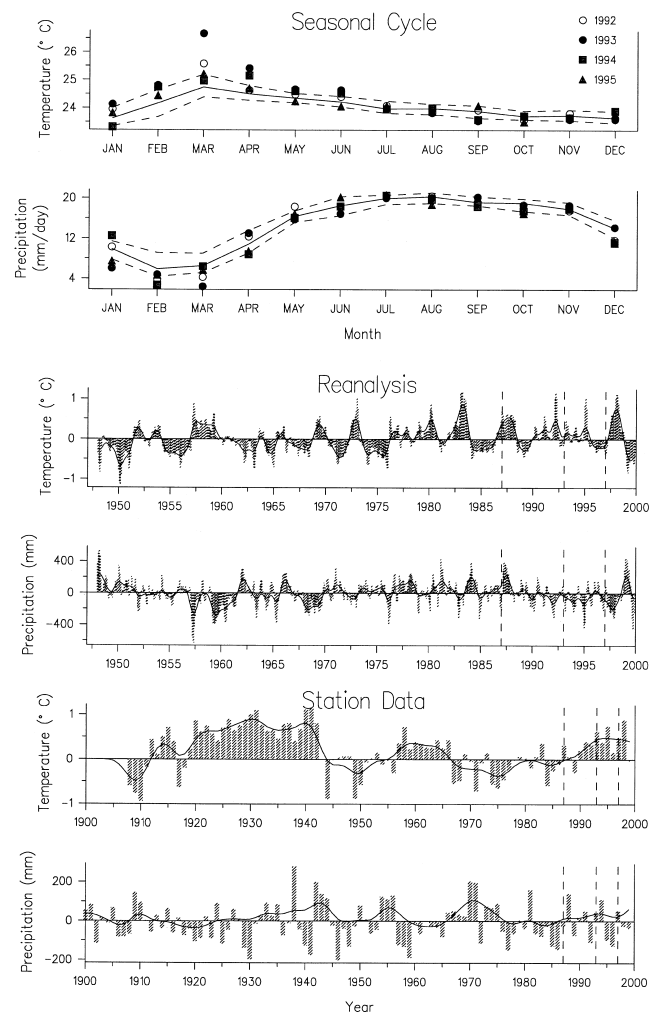 Seasonal Cycle
1992
1993
1994
1995
Temperature (° C)
26
25
24
JAN FEB MAR APR MAY JUN JUL AUG SEP OCT NOV DEC
Precipitation
(mm/day)
20
12
4
JAN FEB MAR APR MAY JUN JUL AUG SEP OCT NOV DEC
Month
Reanalysis
Temperature (° C)
1
0
-1
1950 1955 1960 1965 1970 1975 1980 1985 1990 1995 2000
Precipitation (mm)
400
0
-400
1950 1955 1960 1965 1970 1975 1980 1985 1990 1995 2000
Station Data
Temperature (° C)
1
0
-1
1900 1910 1920 1930 1940 1950 1960 1970 1980 1990 2000
Precipitation (mm)
200
0
-200
1900 1910 1920 1930 1940 1950 1960 1970 1980 1990 2000
Year